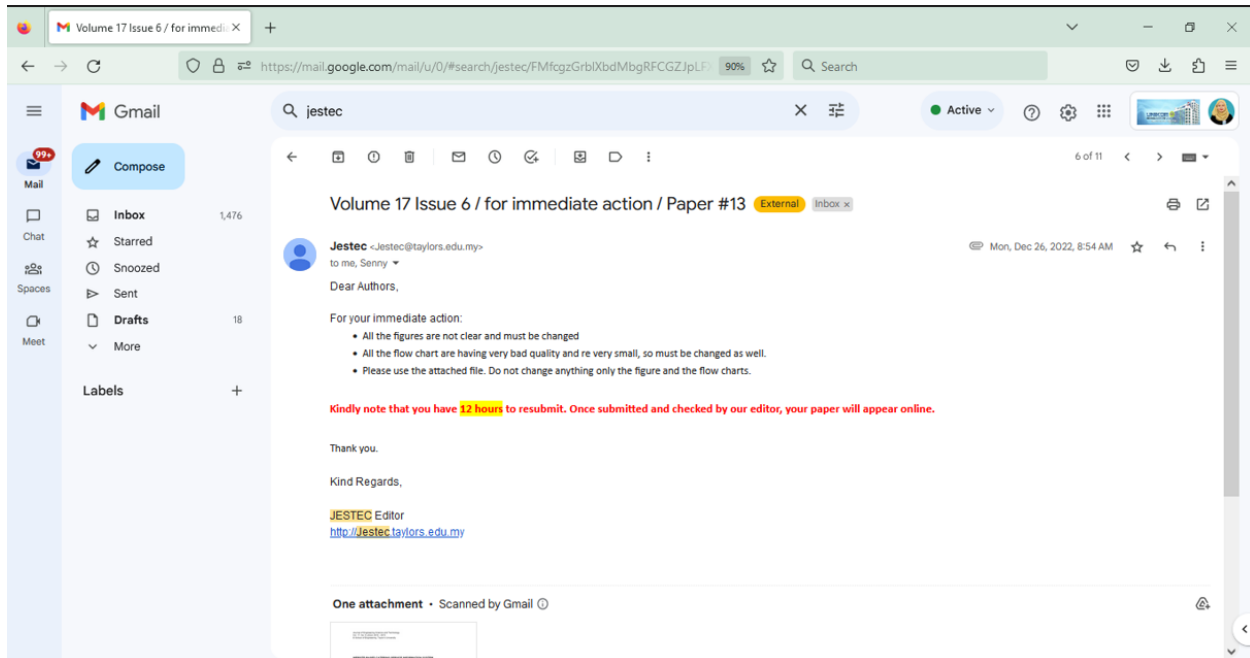 Volume 17 Issue 6 / for immedi
https://mail.google.com/mail/u/0/#search/jestec/FMfcgzGrblXbdMbgRFCGZJpLF
90%
Search
Gmail
jestec
Active
99+
Mail
Compose
6 of 11
Inbox 1,476
Chat
Starred
Snoozed
Spaces
Sent
Drafts 18
Meet
More
Labels
Volume 17 Issue 6 / for immediate action / Paper #13 External Inbox x
Jestec <Jestec@taylors.edu.my> Mon, Dec 26, 2022, 8:54 AM
to me, Senny
Dear Authors,
For your immediate action:
• All the figures are not clear and must be changed
• All the flow chart are having very bad quality and re very small, so must be changed as well.
• Please use the attached file. Do not change anything only the figure and the flow charts.
Kindly note that you have 12 hours to resubmit. Once submitted and checked by our editor, your paper will appear online.
Thank you.
Kind Regards,
JESTEC Editor
http://Jestec.taylors.edu.my
One attachment • Scanned by Gmail